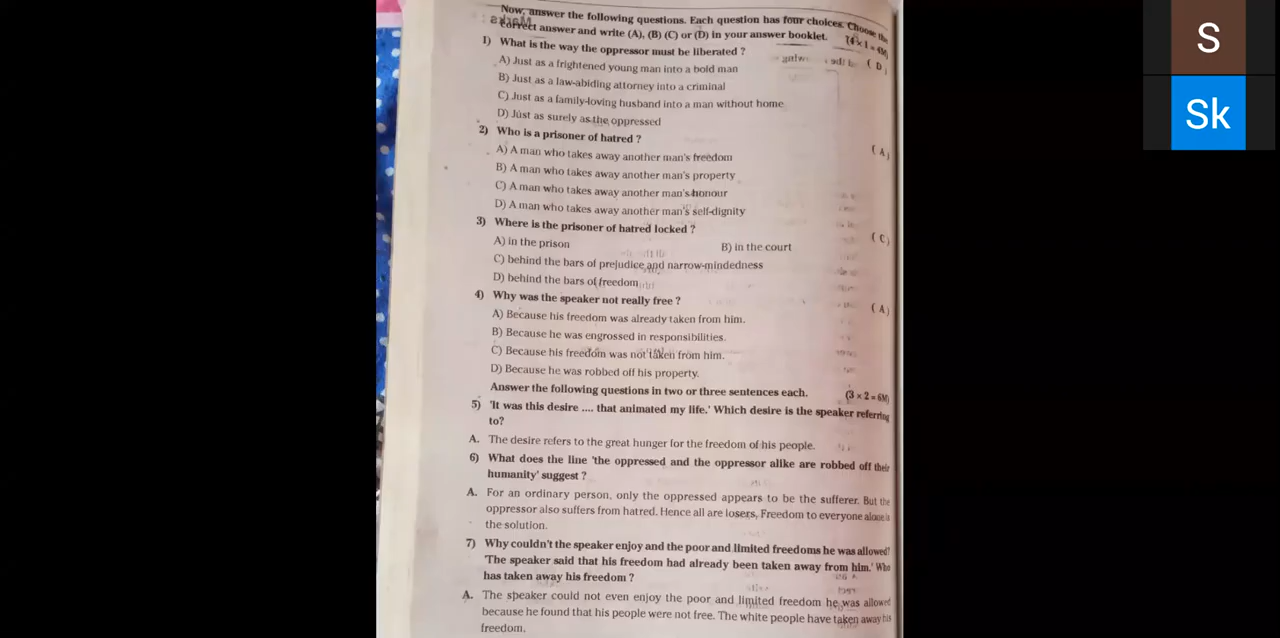 Now, answer the following questions. Each question has four choices. Choose the
correct answer and write (A), (B) (C) or (D) in your answer booklet. (4 × 1 = 4M)
1) What is the way the oppressor must be liberated ? ( D )
A) Just as a frightened young man into a bold man
B) Just as a law-abiding attorney into a criminal
C) Just as a family-loving husband into a man without home
D) Just as surely as the oppressed
2) Who is a prisoner of hatred ? ( A )
A) A man who takes away another man's freedom
B) A man who takes away another man's property
C) A man who takes away another man's honour
D) A man who takes away another man's self-dignity
3) Where is the prisoner of hatred locked ? ( C )
A) in the prison B) in the court
C) behind the bars of prejudice and narrow-mindedness
D) behind the bars of freedom
4) Why was the speaker not really free ? ( A )
A) Because his freedom was already taken from him.
B) Because he was engrossed in responsibilities.
C) Because his freedom was not taken from him.
D) Because he was robbed off his property.
Answer the following questions in two or three sentences each. (3 × 2 = 6M)
5) 'It was this desire .... that animated my life.' Which desire is the speaker referring
to?
A. The desire refers to the great hunger for the freedom of his people.
6) What does the line 'the oppressed and the oppressor alike are robbed off their
humanity' suggest ?
A. For an ordinary person, only the oppressed appears to be the sufferer. But the
oppressor also suffers from hatred. Hence all are losers, Freedom to everyone alone is
the solution.
7) Why couldn't the speaker enjoy and the poor and limited freedoms he was allowed?
'The speaker said that his freedom had already been taken away from him.' Who
has taken away his freedom ?
A. The speaker could not even enjoy the poor and limited freedom he was allowed
because he found that his people were not free. The white people have taken away his
freedom.
S
Sk